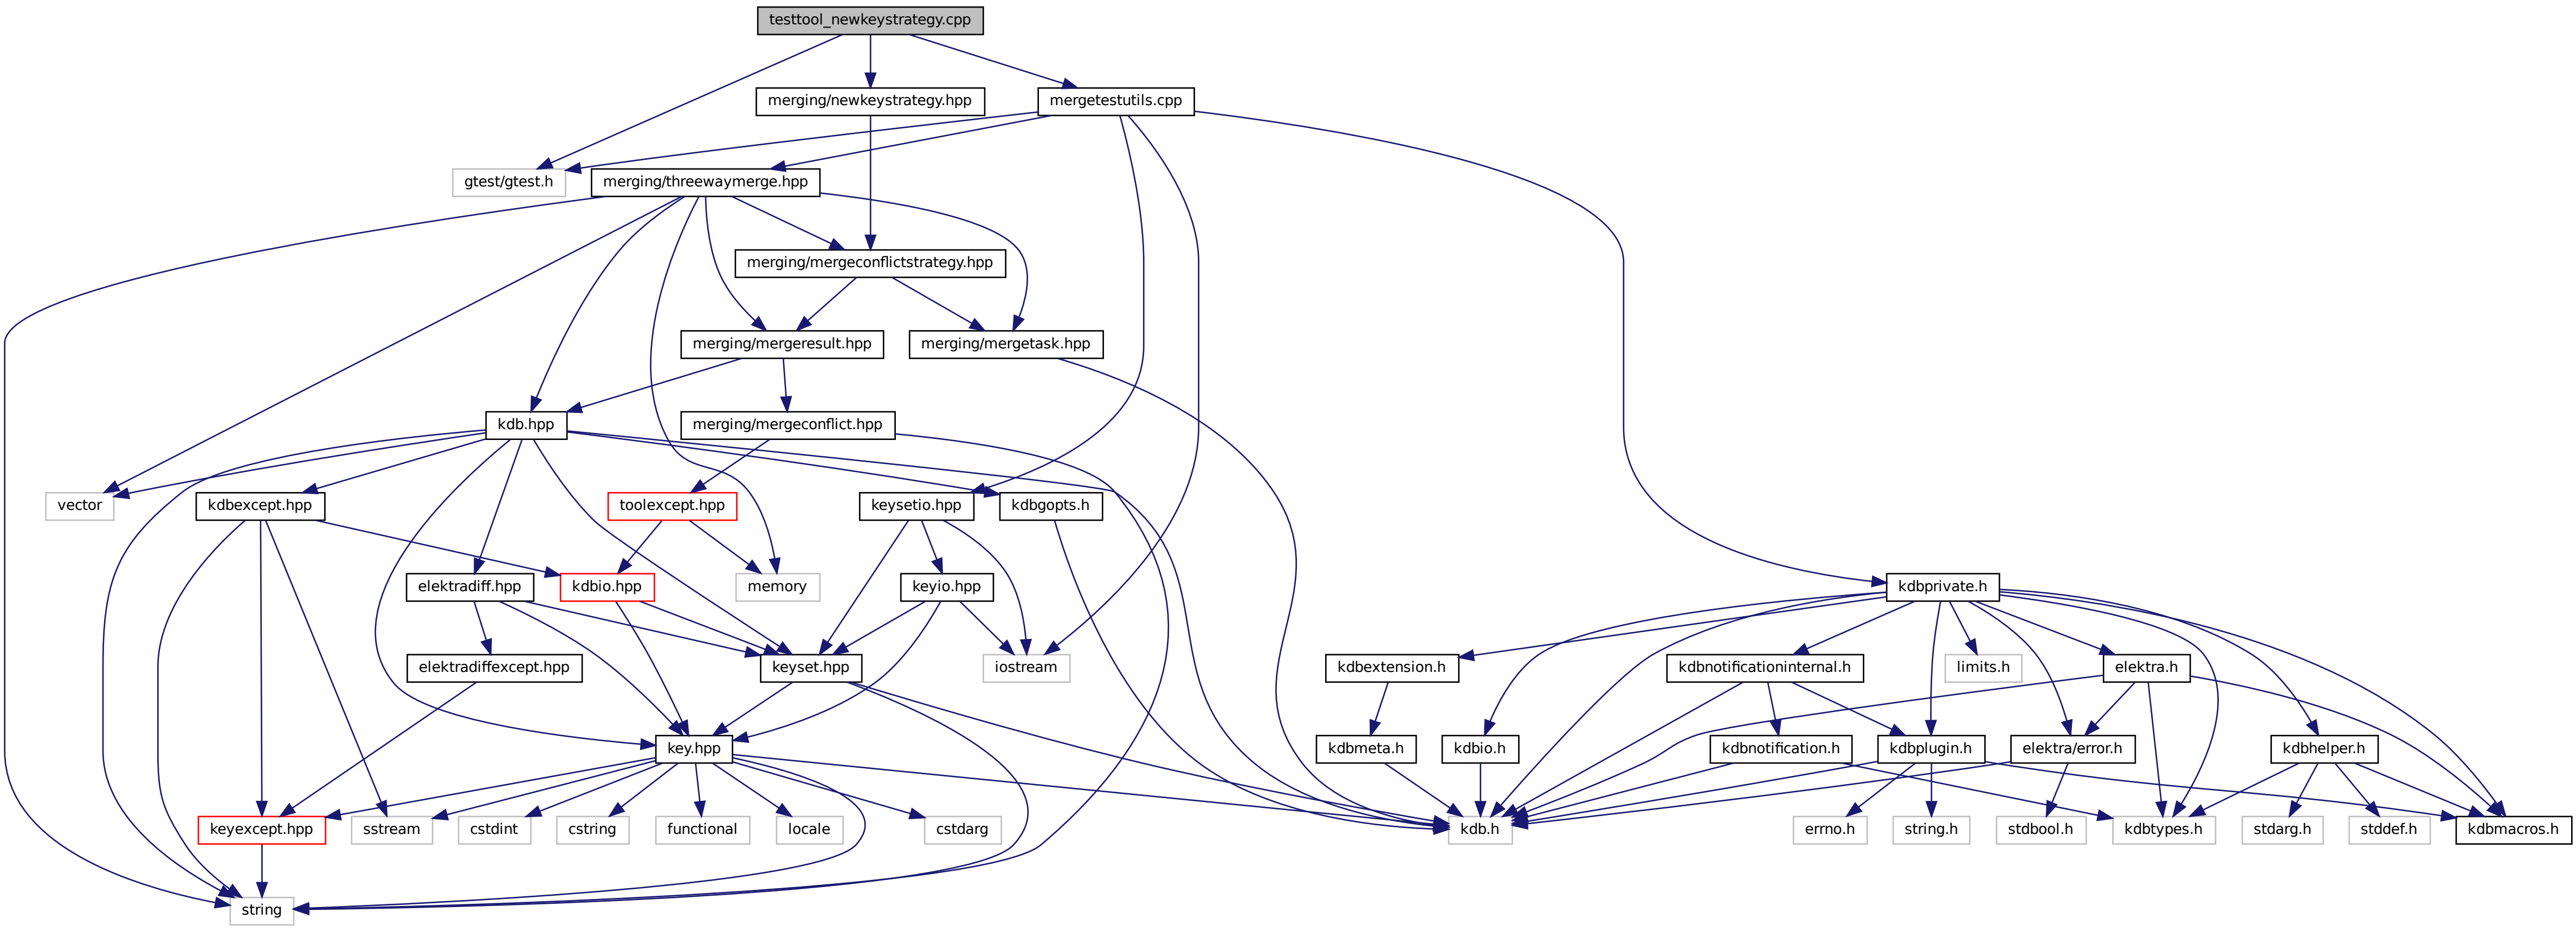 testtool_newkeystrategy.cpp
merging/newkeystrategy.hpp
mergetestutils.cpp
gtest/gtest.h
merging/threewaymerge.hpp
merging/mergeconflictstrategy.hpp
merging/mergeresult.hpp
merging/mergetask.hpp
kdb.hpp
merging/mergeconflict.hpp
vector
kdbexcept.hpp
toolexcept.hpp
keysetio.hpp
kdbgopts.h
elektradiff.hpp
kdbio.hpp
memory
keyio.hpp
kdbprivate.h
elektradiffexcept.hpp
keyset.hpp
iostream
kdbextension.h
kdbnotificationinternal.h
limits.h
elektra.h
key.hpp
kdbmeta.h
kdbio.h
kdbnotification.h
kdbplugin.h
elektra/error.h
kdbhelper.h
keyexcept.hpp
sstream
cstdint
cstring
functional
locale
cstdarg
kdb.h
errno.h
string.h
stdbool.h
kdbtypes.h
stdarg.h
stddef.h
kdbmacros.h
string